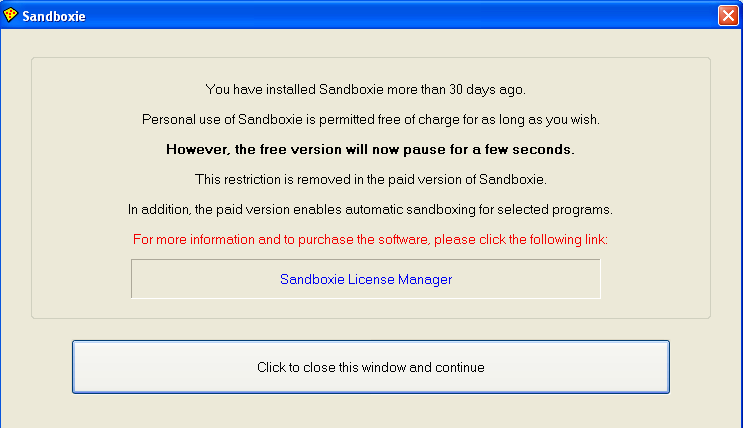 Sandboxie
You have installed Sandboxie more than 30 days ago.
Personal use of Sandboxie is permitted free of charge for as long as you wish.
However, the free version will now pause for a few seconds.
This restriction is removed in the paid version of Sandboxie.
In addition, the paid version enables automatic sandboxing for selected programs.
For more information and to purchase the software, please click the following link:
Sandboxie License Manager
Click to close this window and continue